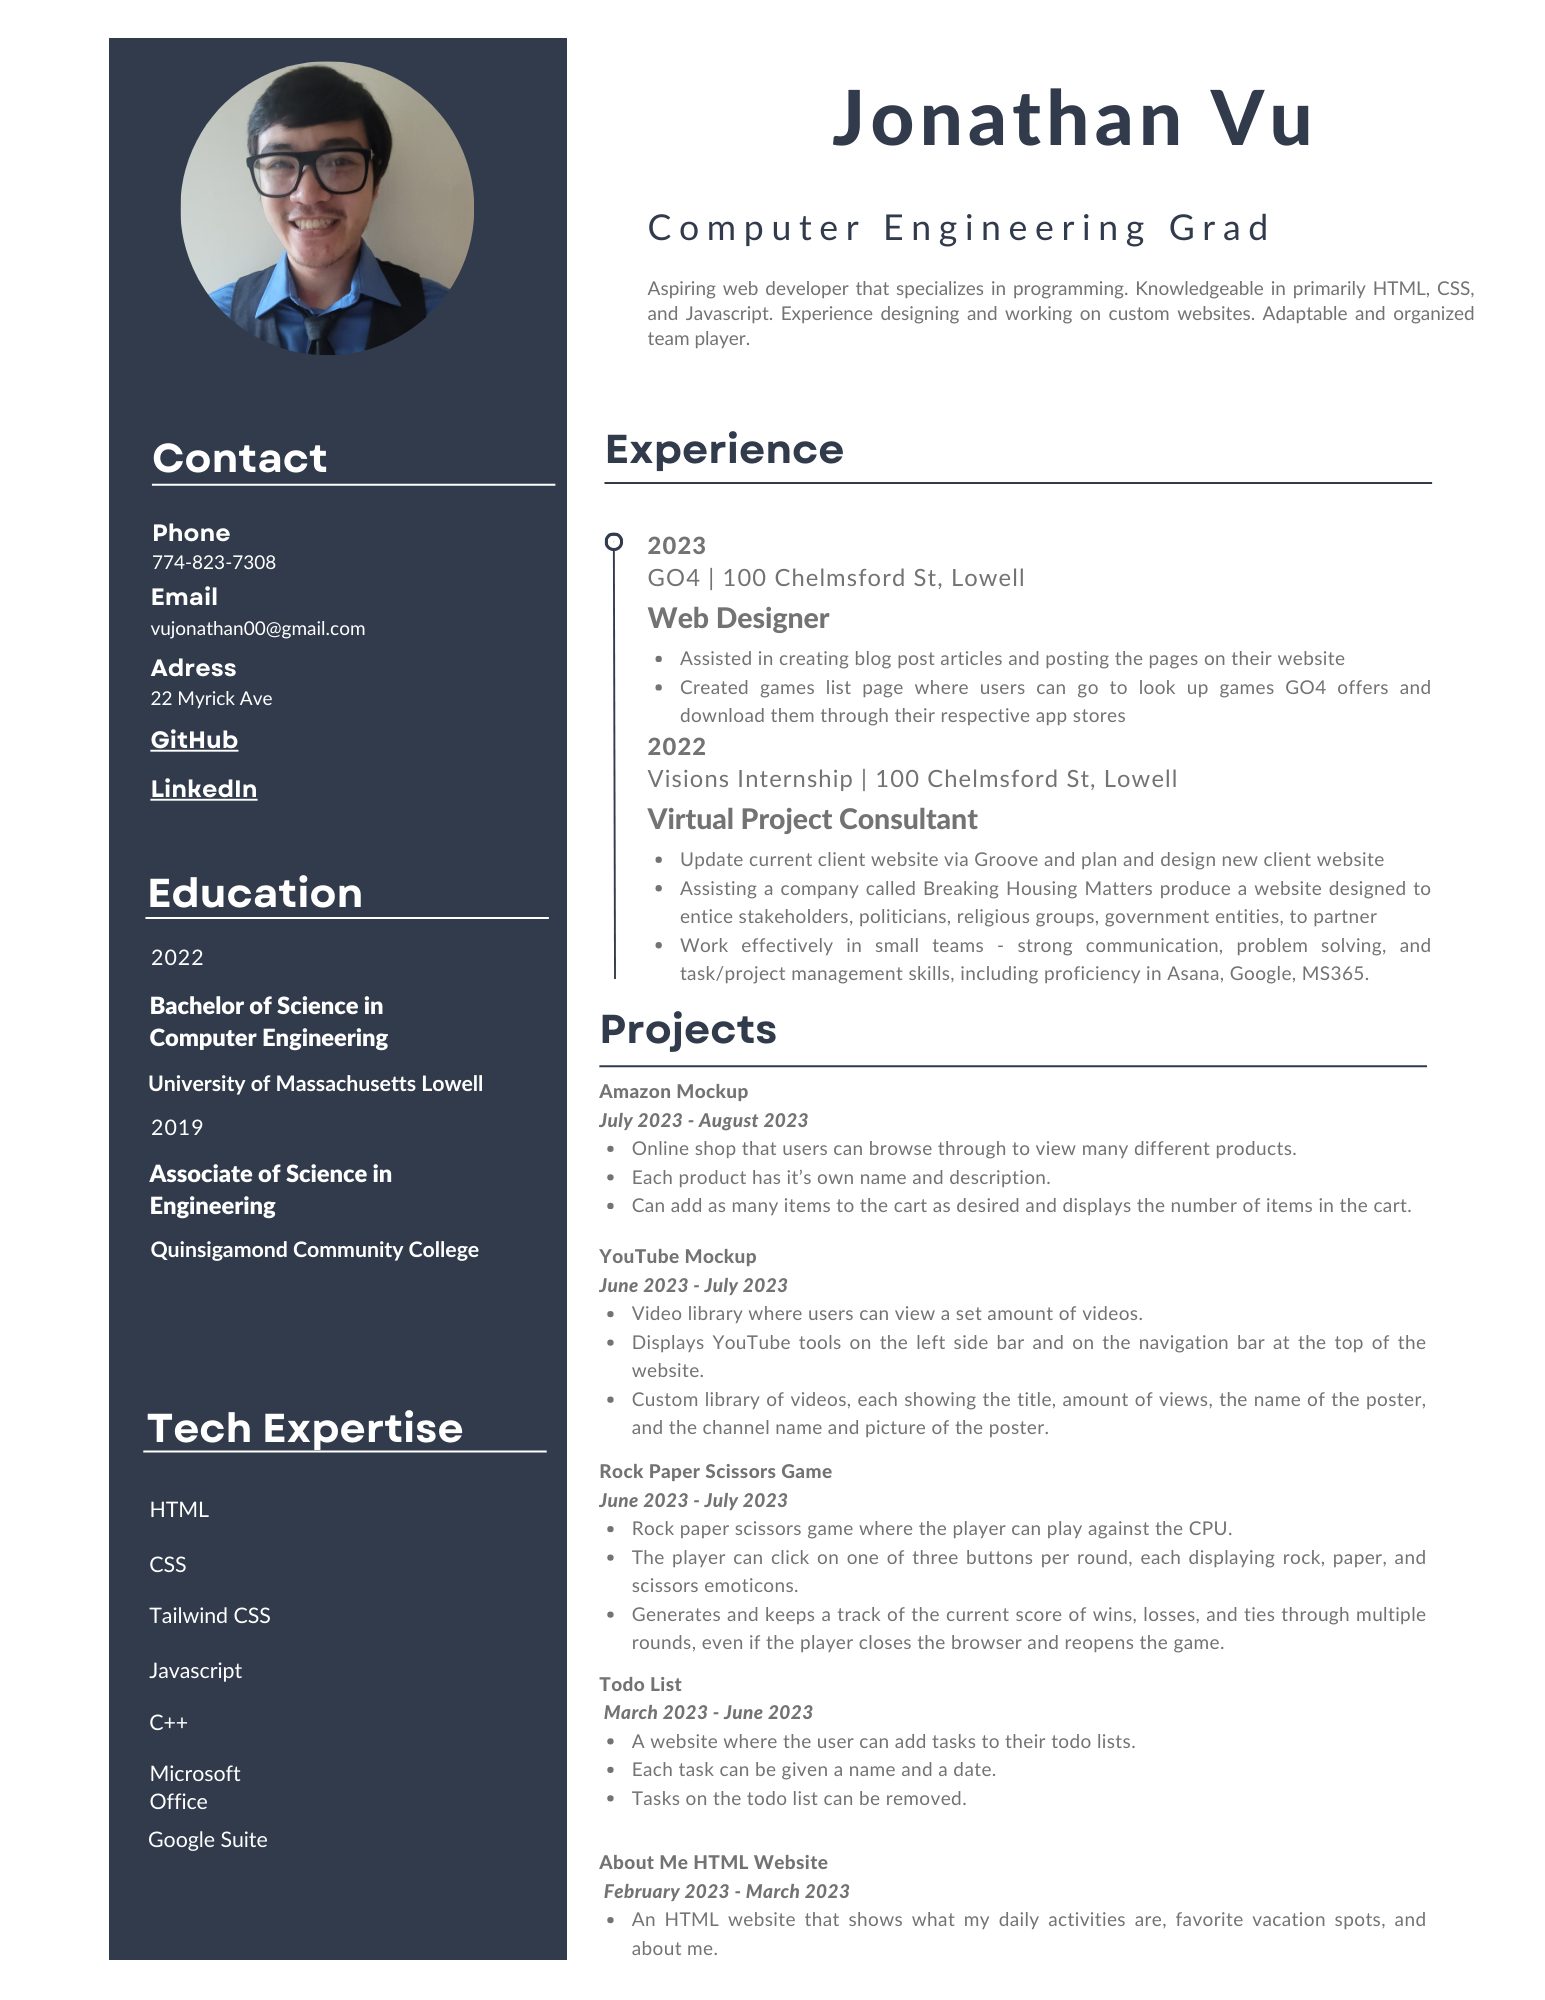 Jonathan Vu
Computer Engineering Grad
Aspiring web developer that specializes in programming. Knowledgeable in primarily HTML, CSS,
and Javascript. Experience designing and working on custom websites. Adaptable and organized
team player.
Contact
Phone
774-823-7308
Email
vujonathan00@gmail.com
Adress
22 Myrick Ave
GitHub
LinkedIn
Education
2022
Bachelor of Science in
Computer Engineering
University of Massachusetts Lowell
2019
Associate of Science in
Engineering
Quinsigamond Community College
Tech Expertise
HTML
CSS
Tailwind CSS
Javascript
C++
Microsoft
Office
Google Suite
Experience
2023
GO4 | 100 Chelmsford St, Lowell
Web Designer
• Assisted in creating blog post articles and posting the pages on their website
• Created games list page where users can go to look up games GO4 offers and
download them through their respective app stores
2022
Visions Internship | 100 Chelmsford St, Lowell
Virtual Project Consultant
• Update current client website via Groove and plan and design new client website
• Assisting a company called Breaking Housing Matters produce a website designed to
entice stakeholders, politicians, religious groups, government entities, to partner
• Work effectively in small teams - strong communication, problem solving, and
task/project management skills, including proficiency in Asana, Google, MS365.
Projects
Amazon Mockup
July 2023 - August 2023
• Online shop that users can browse through to view many different products.
• Each product has it’s own name and description.
• Can add as many items to the cart as desired and displays the number of items in the cart.
YouTube Mockup
June 2023 - July 2023
• Video library where users can view a set amount of videos.
• Displays YouTube tools on the left side bar and on the navigation bar at the top of the
website.
• Custom library of videos, each showing the title, amount of views, the name of the poster,
and the channel name and picture of the poster.
Rock Paper Scissors Game
June 2023 - July 2023
• Rock paper scissors game where the player can play against the CPU.
• The player can click on one of three buttons per round, each displaying rock, paper, and
scissors emoticons.
• Generates and keeps a track of the current score of wins, losses, and ties through multiple
rounds, even if the player closes the browser and reopens the game.
Todo List
March 2023 - June 2023
• A website where the user can add tasks to their todo lists.
• Each task can be given a name and a date.
• Tasks on the todo list can be removed.
About Me HTML Website
February 2023 - March 2023
• An HTML website that shows what my daily activities are, favorite vacation spots, and
about me.